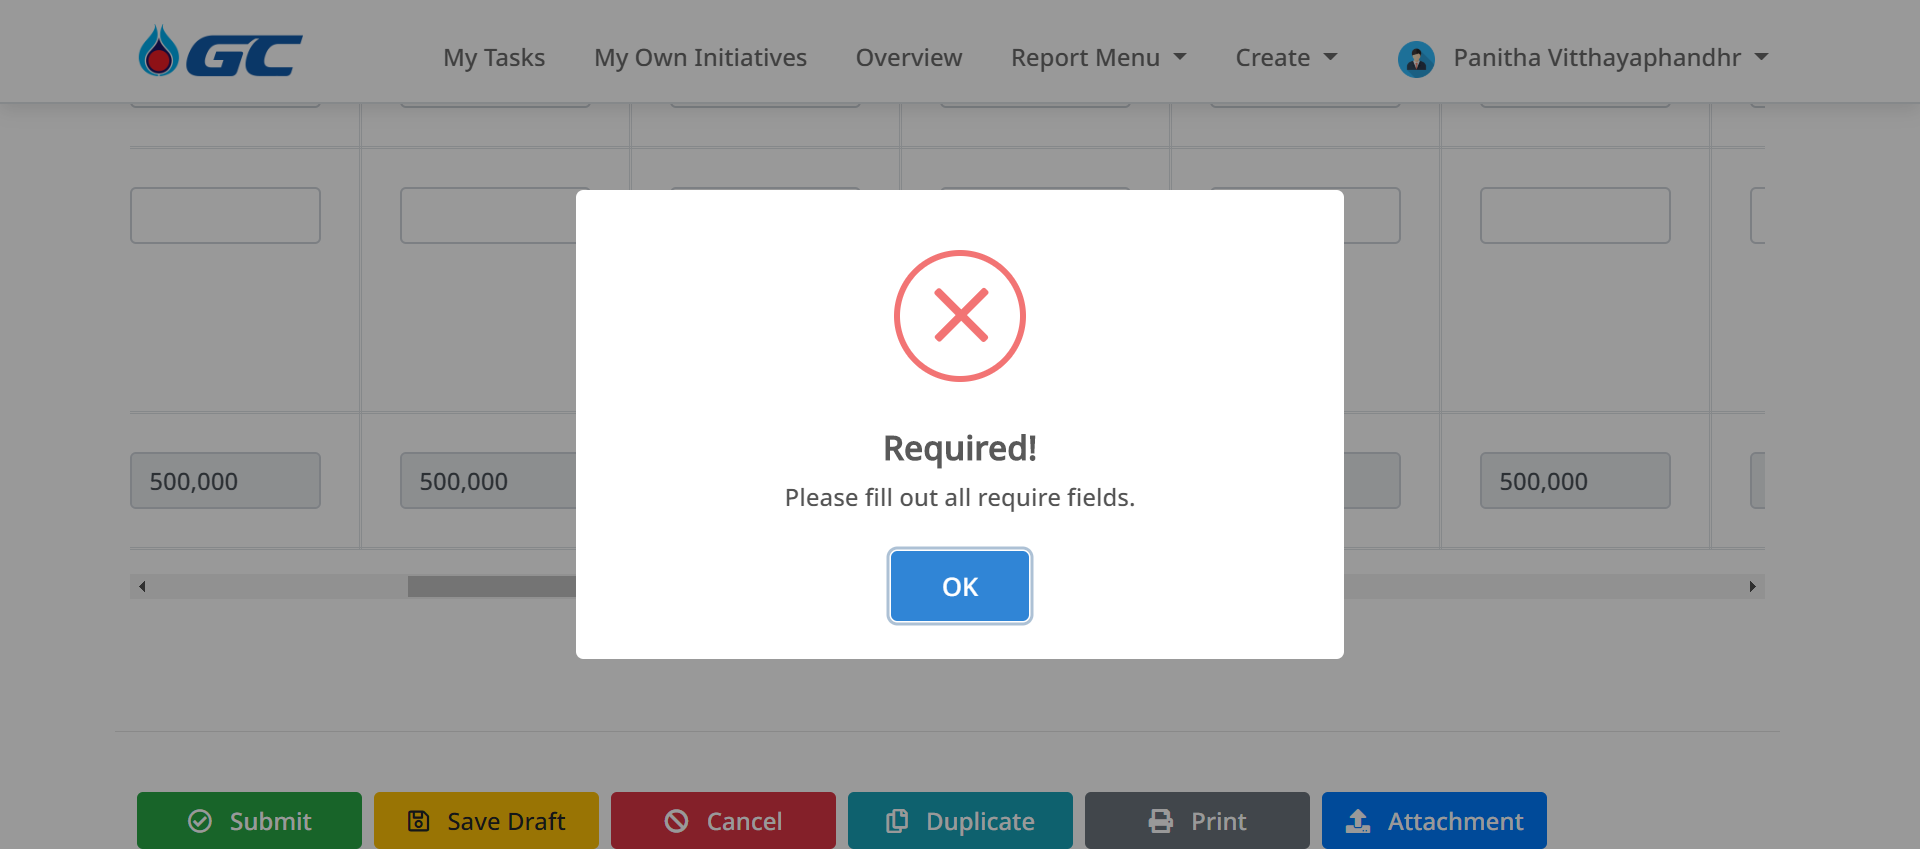 GC
My Tasks
My Own Initiatives
Overview
Report Menu
Create
Panitha Vitthayaphandhr
Required!
Please fill out all require fields.
500,000
500,000
500,000
OK
Submit
Save Draft
Cancel
Duplicate
Print
Attachment